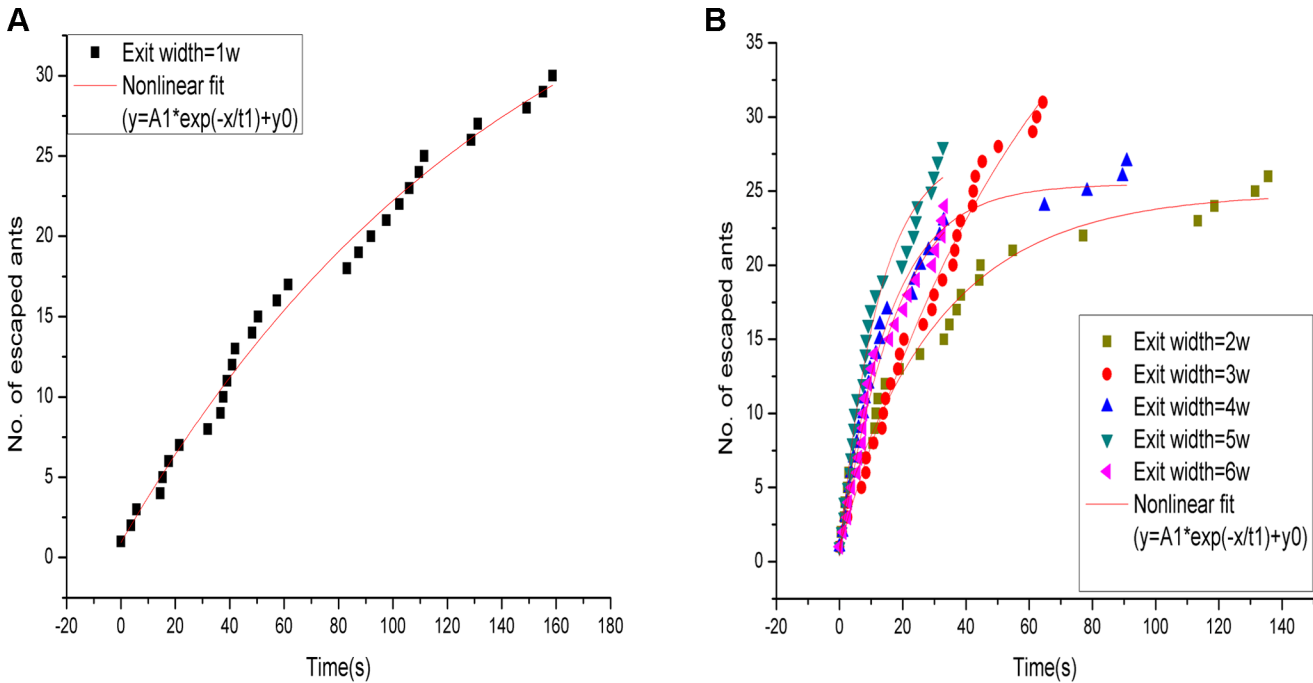 A
Exit width=1w
Nonlinear fit
(y=A1*exp(-x/t1)+y0)
30
25
20
15
10
5
0
No. of escaped ants
-20 0 20 40 60 80 100 120 140 160 180
Time(s)
B
35
30
25
20
15
10
5
0
No. of escaped ants
Exit width=2w
Exit width=3w
Exit width=4w
Exit width=5w
Exit width=6w
Nonlinear fit
(y=A1*exp(-x/t1)+y0)
-20 0 20 40 60 80 100 120 140
Time(s)